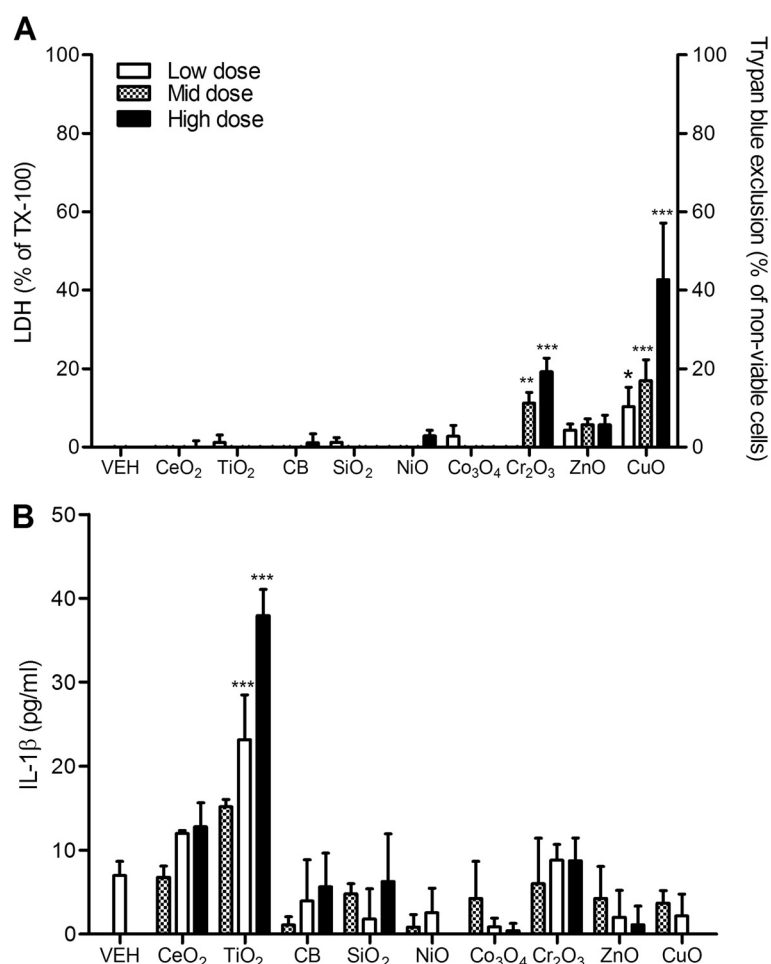 A
Low dose
Mid dose
High dose
LDH (% of TX-100)
100
80
60
40
20
0
Trypan blue exclusion (% of non-viable cells)
100
80
60
40
20
0
** *** * *** ***
VEH CeO₂ TiO₂ CB SiO₂ NiO Co₃O₄ Cr₂O₃ ZnO CuO
B
IL-1β (pg/ml)
50
40
30
20
10
0
*** ***
VEH CeO₂ TiO₂ CB SiO₂ NiO Co₃O₄ Cr₂O₃ ZnO CuO